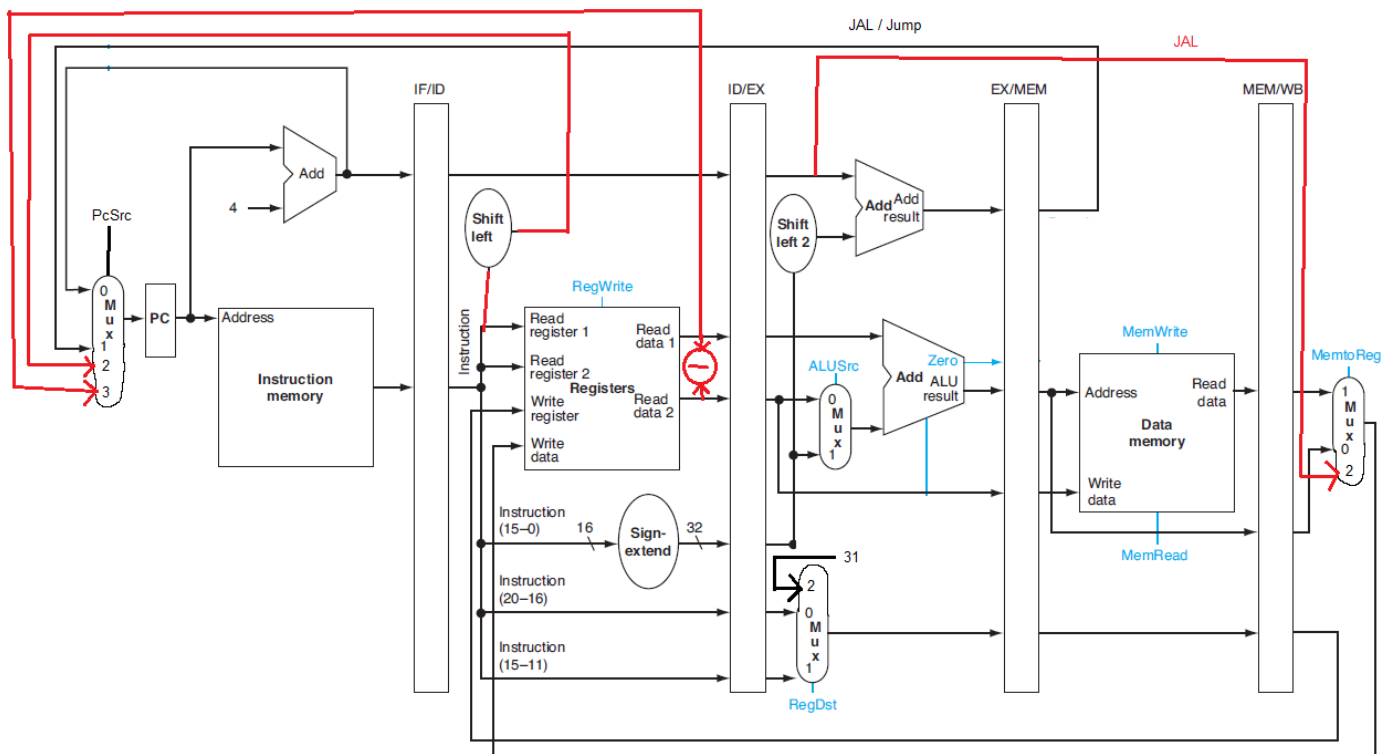 JAL / Jump
JAL
IF/ID
ID/EX
EX/MEM
MEM/WB
Add
4
PcSrc
Shift
left
Shift
left 2
Add Add
result
0
M
u
x
1
2
3
PC
Address
Instruction
memory
Instruction
RegWrite
Read
register 1
Read
register 2
Registers
Write
register
Write
data
Read
data 1
Read
data 2
ALUSrc
0
M
u
x
1
Zero
Add
ALU
result
MemWrite
Address
Read
data
Data
memory
Write
data
MemRead
MemtoReg
1
M
u
x
0
2
Instruction
(15–0)
16
Sign-
extend
32
31
Instruction
(20–16)
Instruction
(15–11)
2
0
M
u
x
1
RegDst